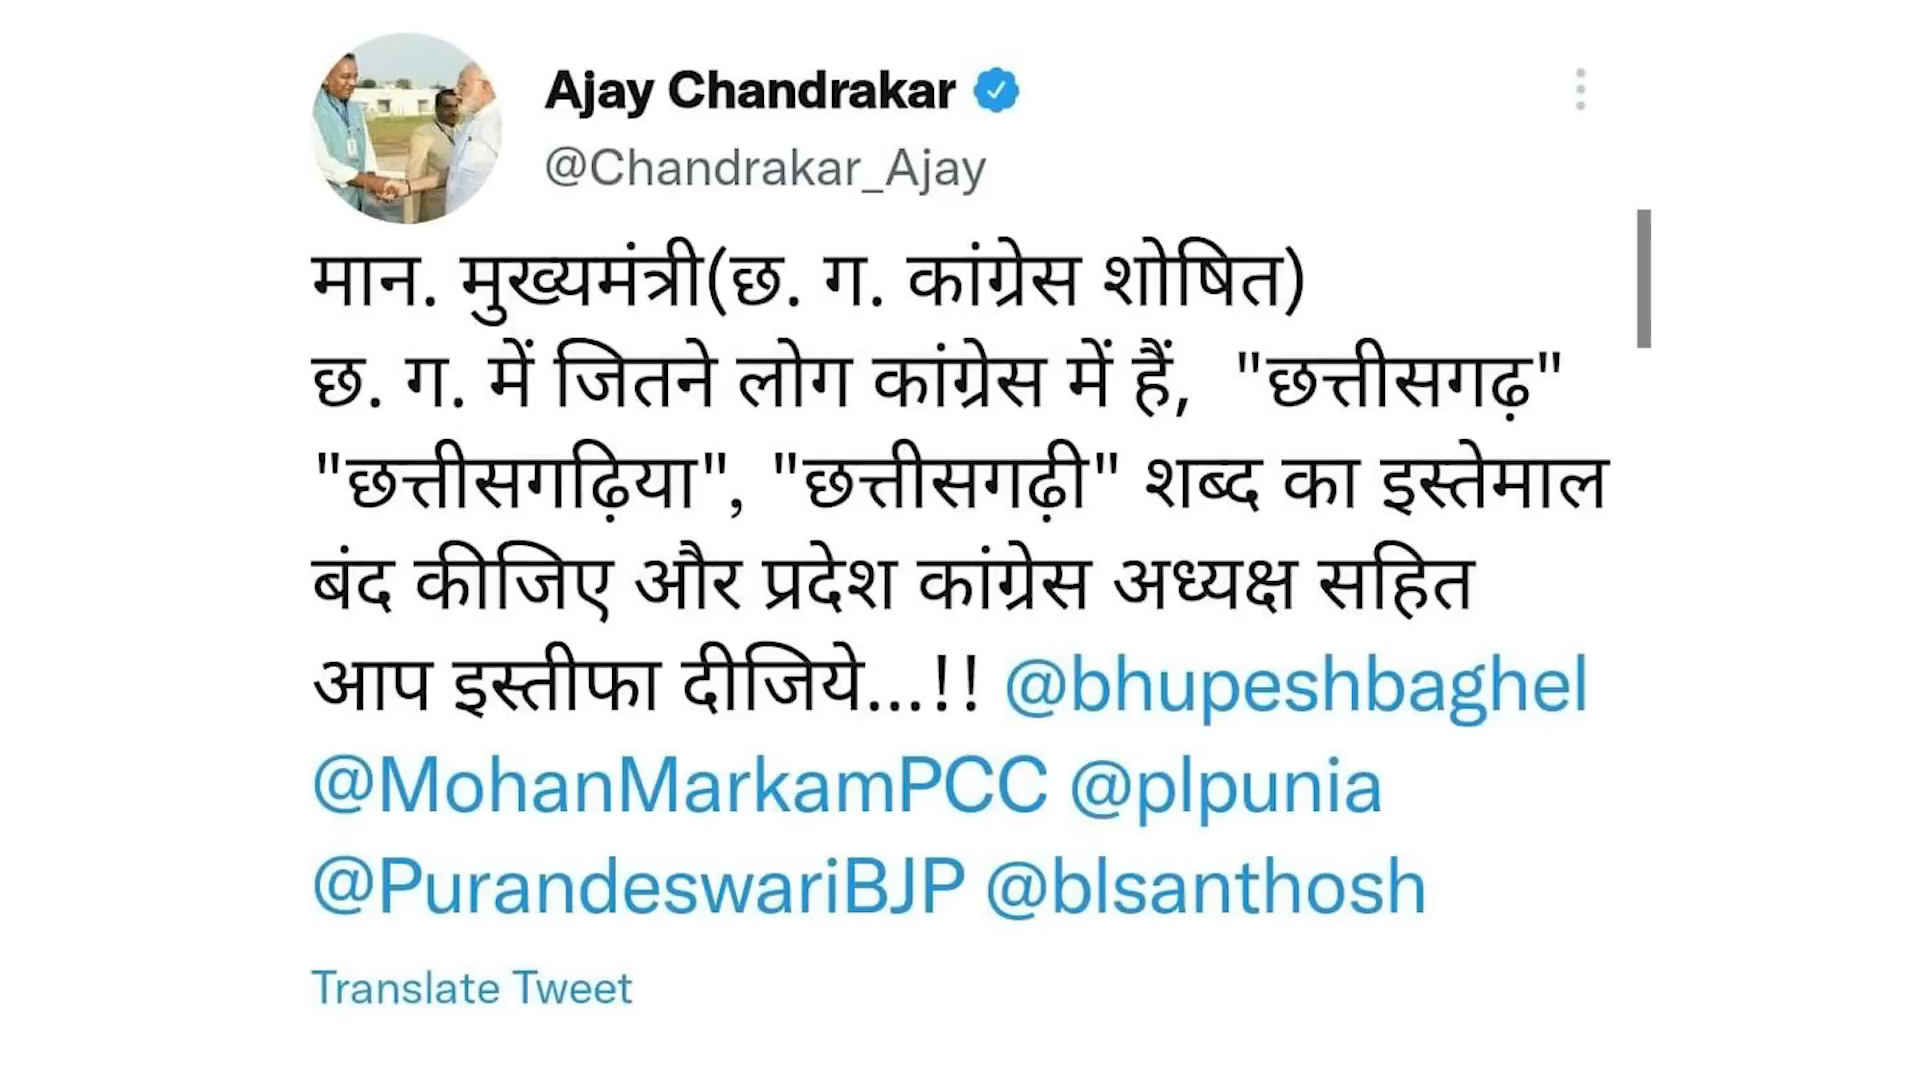 Ajay Chandrakar
@Chandrakar_Ajay
मान. मुख्यमंत्री(छ. ग. कांग्रेस शोषित)
छ. ग. में जितने लोग कांग्रेस में हैं, "छत्तीसगढ़"
"छत्तीसगढ़िया", "छत्तीसगढ़ी" शब्द का इस्तेमाल
बंद कीजिए और प्रदेश कांग्रेस अध्यक्ष सहित
आप इस्तीफा दीजिये...!! @bhupeshbaghel
@MohanMarkamPCC @plpunia
@PurandeswariBJP @blsanthosh
Translate Tweet